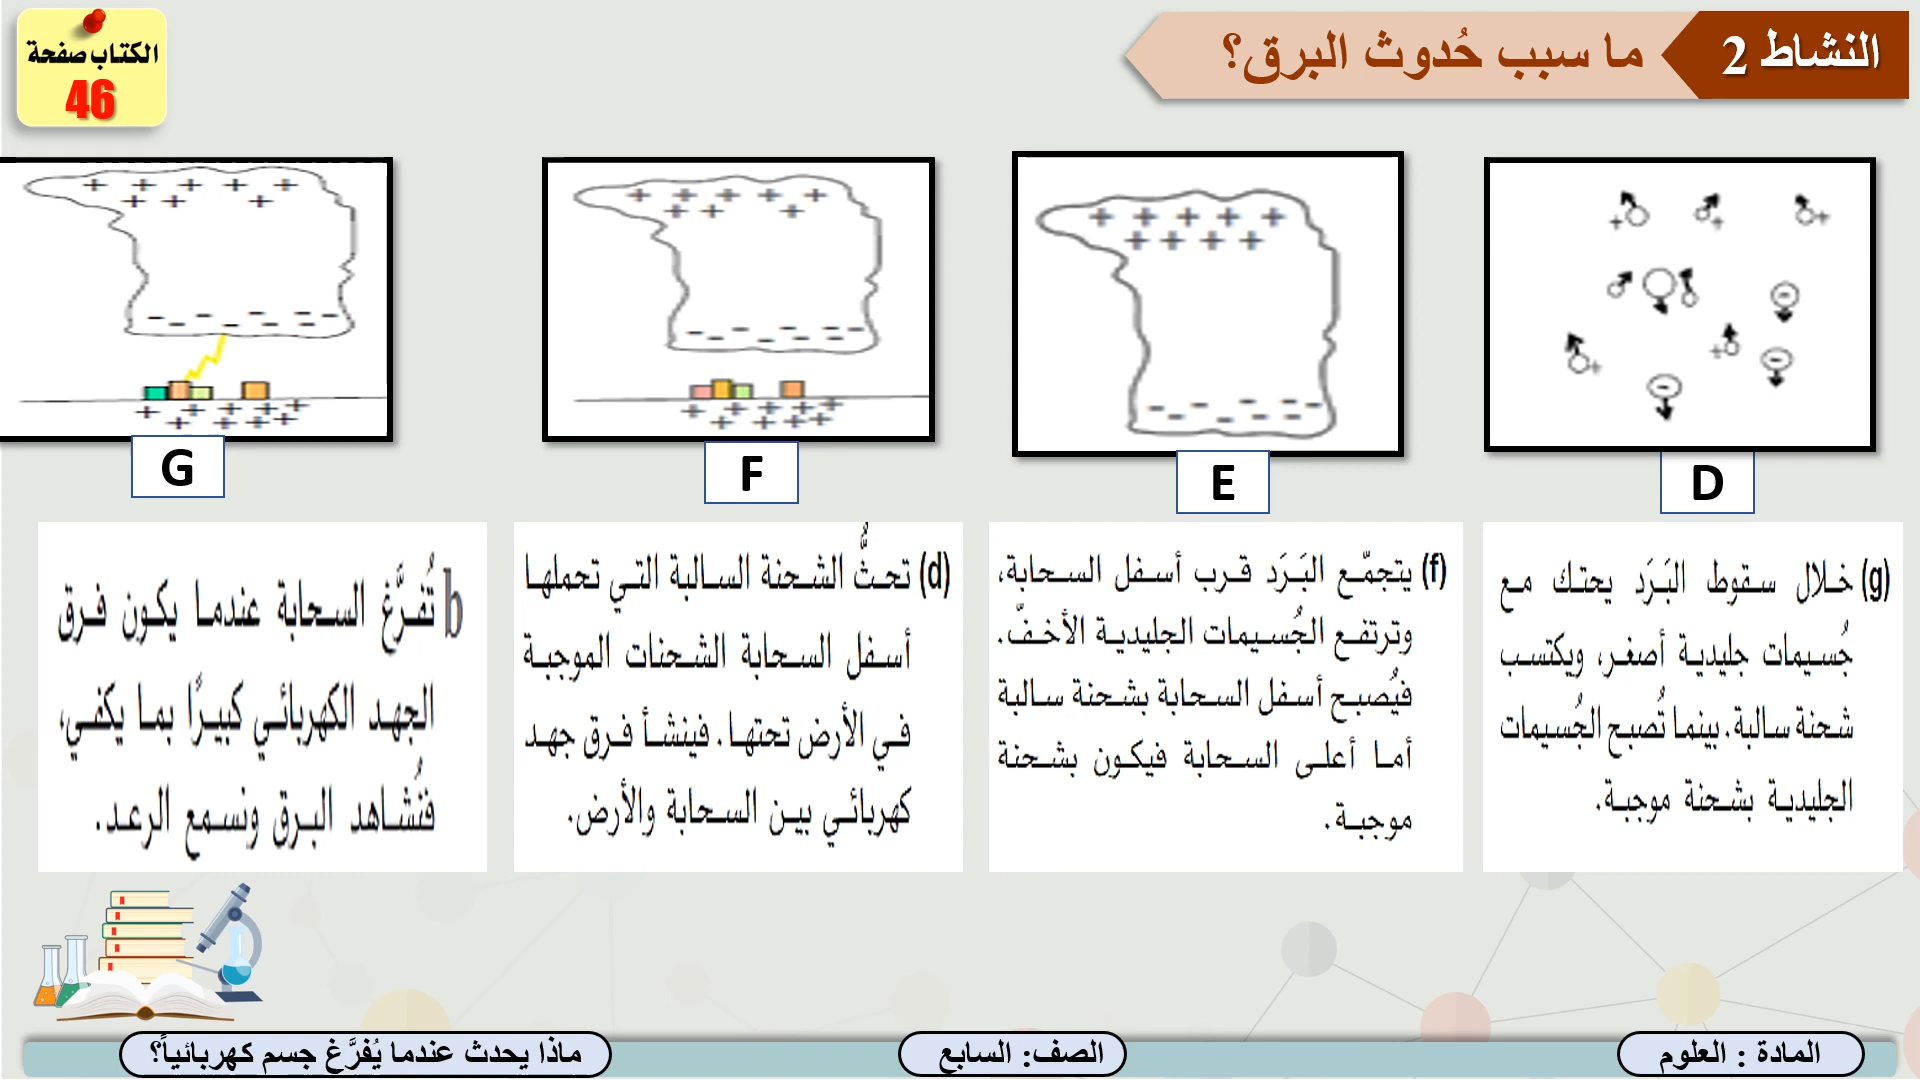 النشاط 2
ما سبب حُدوث البرق؟
الكتاب صفحة
46
D
E
F
G
(g) خلال سقوط البَرَد يحتك مع
جُسيمات جليدية أصغر، ويكتسب
شحنة سالبة. بينما تُصبح الجُسيمات
الجليدية بشحنة موجبة.
(f) يتجمّع البَرَد قرب أسفل السحابة،
وترتفع الجُسيمات الجليدية الأخفّ.
فيُصبح أسفل السحابة بشحنة سالبة
أما أعلى السحابة فيكون بشحنة
موجبة.
(d) تحثُّ الشحنة السالبة التي تحملها
أسفل السحابة الشحنات الموجبة
في الأرض تحتها. فينشأ فرق جهد
كهربائي بين السحابة والأرض.
b تُفرَّغ السحابة عندما يكون فرق
الجهد الكهربائي كبيرًا بما يكفي،
فنُشاهد البرق ونسمع الرعد.
المادة : العلوم
الصف: السابع
ماذا يحدث عندما يُفرَّغ جسم كهربائياً؟